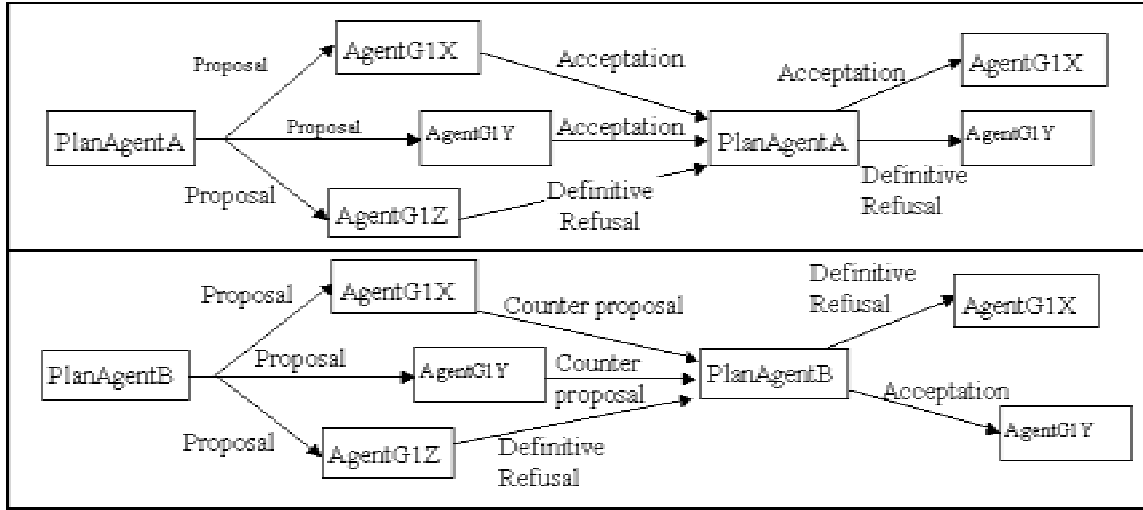 AgentG1X
Proposal
Acceptation
Acceptation
AgentG1X
PlanAgentA
Proposal
AgentG1Y
Acceptation
PlanAgentA
AgentG1Y
Proposal
AgentG1Z
Definitive
Refusal
Definitive
Refusal
AgentG1X
Proposal
Counter proposal
Definitive
Refusal
AgentG1X
PlanAgentB
Proposal
AgentG1Y
Counter
proposal
PlanAgentB
Acceptation
AgentG1Y
Proposal
AgentG1Z
Definitive
Refusal